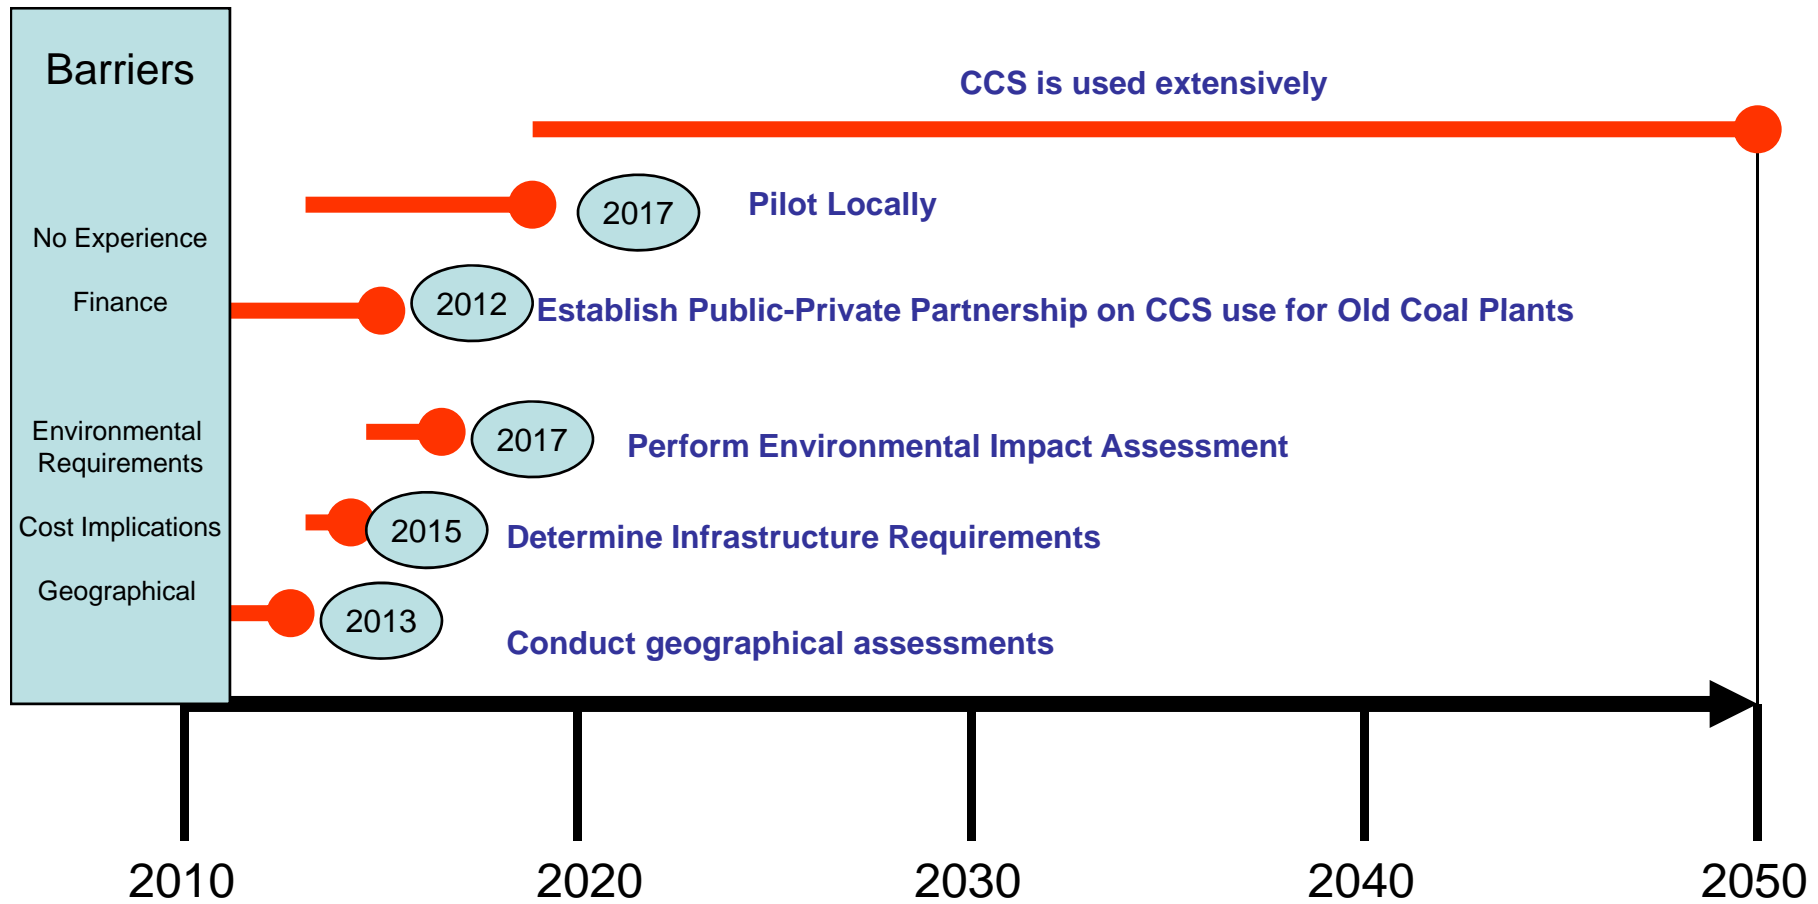 Barriers
CCS is used extensively
2017
Pilot Locally
No Experience
Finance
2012
Establish Public-Private Partnership on CCS use for Old Coal Plants
Environmental
Requirements
2017
Perform Environmental Impact Assessment
Cost Implications
2015
Determine Infrastructure Requirements
Geographical
2013
Conduct geographical assessments
2010
2020
2030
2040
2050